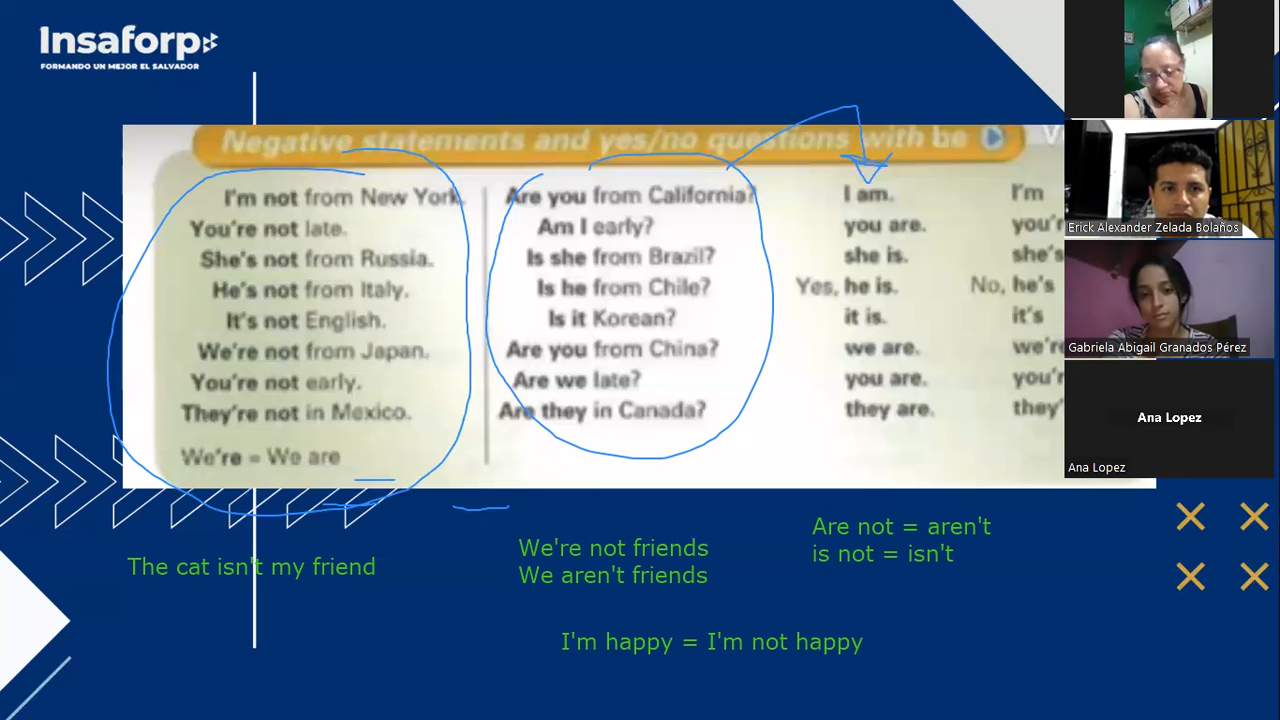 Insaforp
FORMANDO UN MEJOR EL SALVADOR
Negative statements and yes/no questions with be
I'm not from New York.
You're not late.
She's not from Russia.
He's not from Italy.
It's not English.
We're not from Japan.
You're not early.
They're not in Mexico.
We're = We are
Are you from California?
Am I early?
Is she from Brazil?
Is he from Chile?
Is it Korean?
Are you from China?
Are we late?
Are they in Canada?
I am.
you are.
she is.
Yes, he is.
it is.
we are.
you are.
they are.
I'm
you'r
she's
No, he's
it's
we're
you'r
they'
The cat isn't my friend
We're not friends
We aren't friends
Are not = aren't
is not = isn't
I'm happy = I'm not happy
Erick Alexander Zelada Bolaños
Gabriela Abigail Granados Pérez
Ana Lopez
Ana Lopez